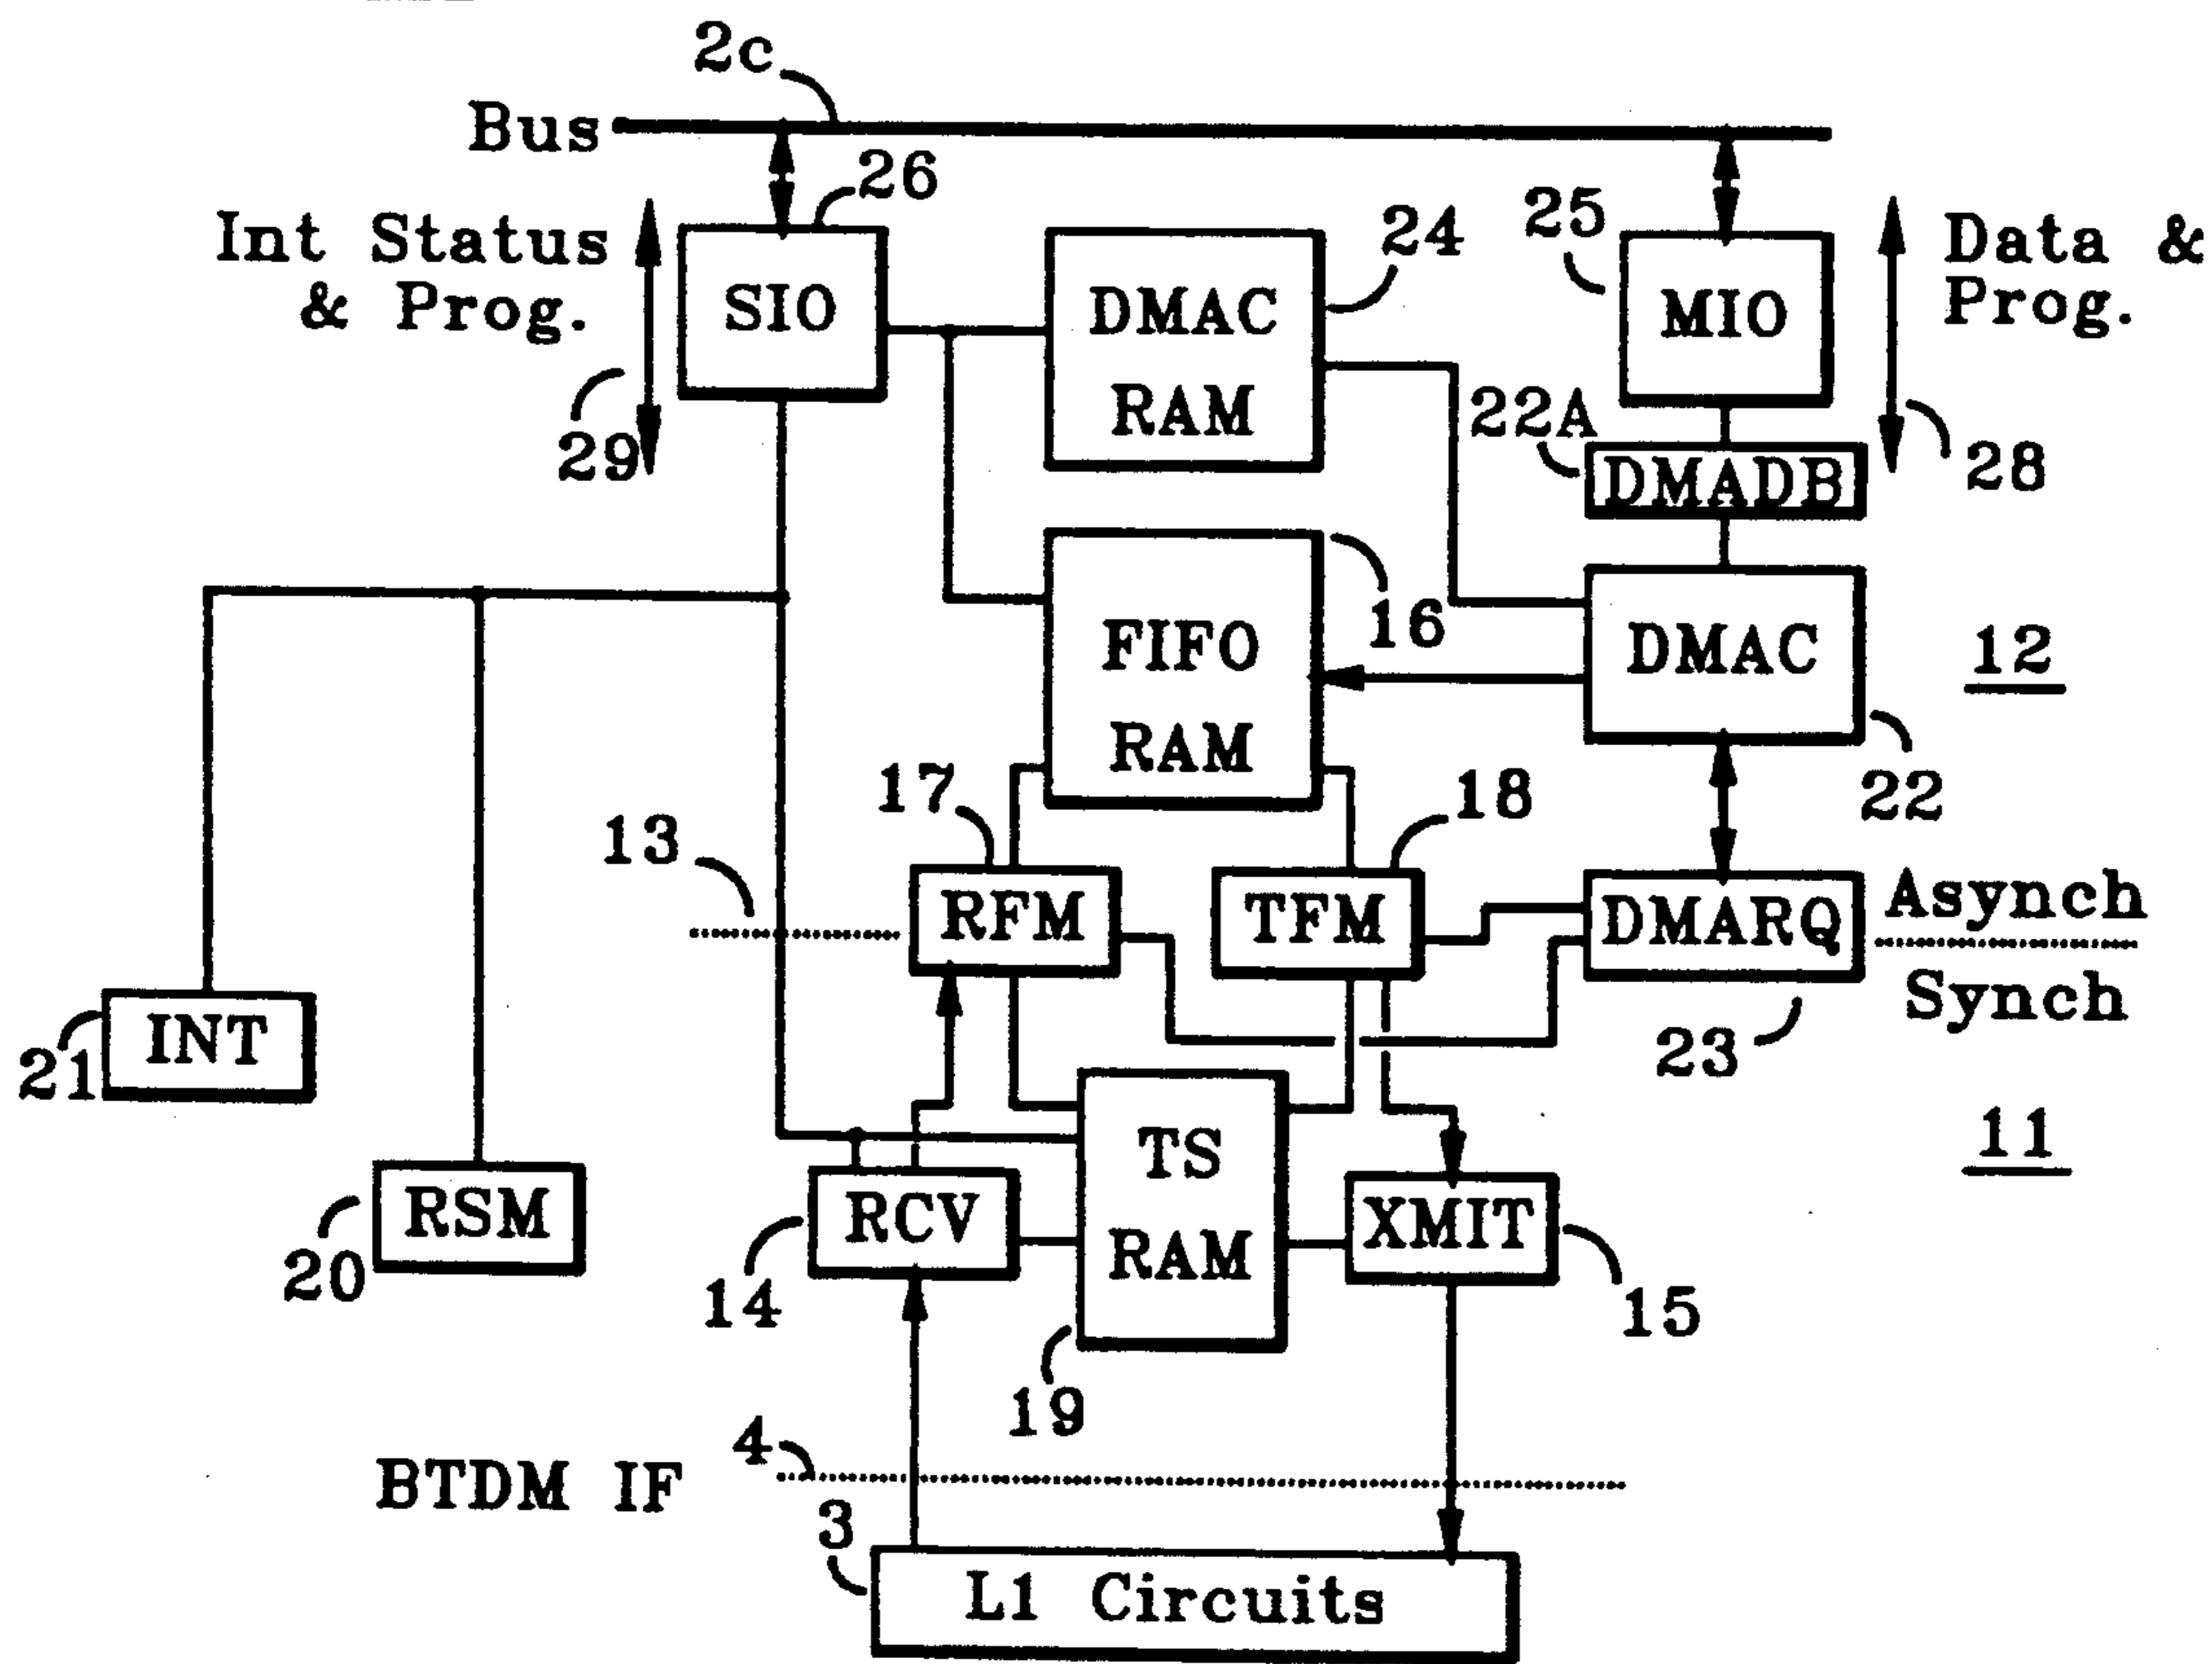 2c
Bus
26
Int Status
& Prog.
29
SIO
24
DMAC
RAM
25
MIO
Data &
Prog.
28
22A
DMADB
16
FIFO
RAM
DMAC
12
22
17
18
13
RFM
TFM
DMARQ
Asynch
Synch
23
11
INT
21
RSM
20
RCV
14
TS
RAM
19
XMIT
15
BTDM IF
4
3
L1 Circuits